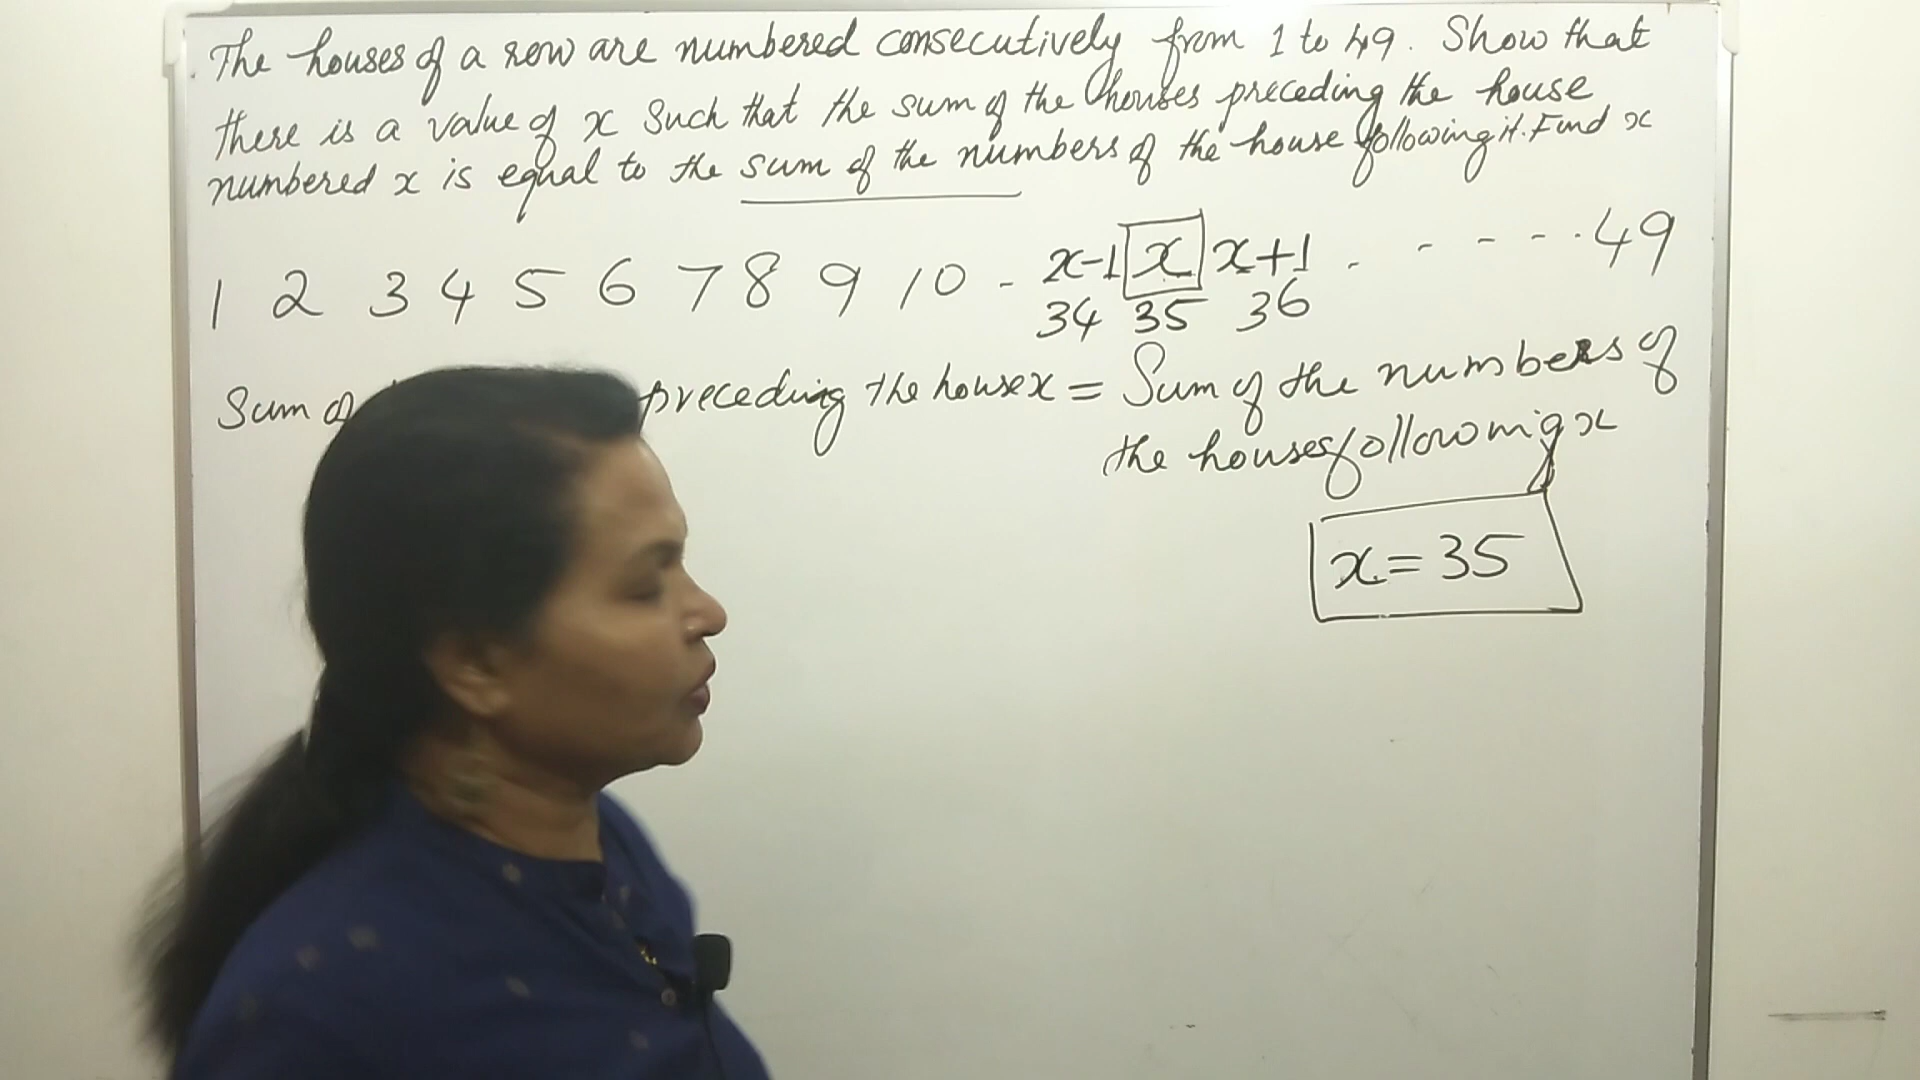 The houses of a row are numbered consecutively from 1 to 49. Show that
there is a value of x Such that the sum of the houses preceding the house
numbered x is equal to the sum of the numbers of the house following it. Find x
1 2 3 4 5 6 7 8 9 10 - x-1 x x+1 . - - - . . 49
34 35 36
Sum of preceding the house x = Sum of the numbers of
the houses following x
x = 35